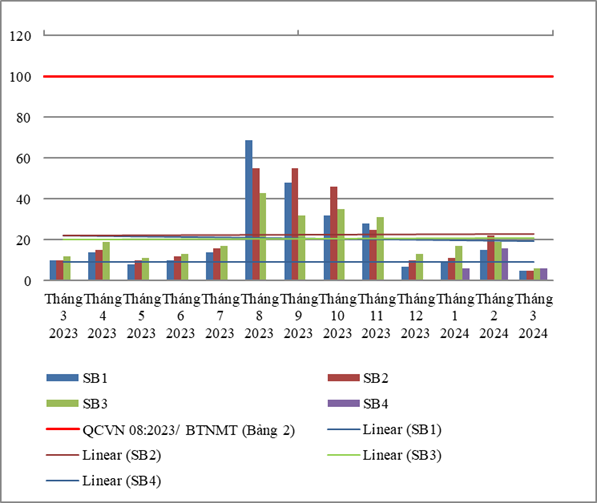 120
100
80
60
40
20
0
Tháng Tháng Tháng Tháng Tháng Tháng Tháng Tháng Tháng Tháng Tháng Tháng Tháng
3 4 5 6 7 8 9 10 11 12 1 2 3
2023 2023 2023 2023 2023 2023 2023 2023 2023 2023 2024 2024 2024
SB1 SB2
SB3 SB4
QCVN 08:2023/ BTNMT (Bảng 2) Linear (SB1)
Linear (SB2) Linear (SB3)
Linear (SB4)